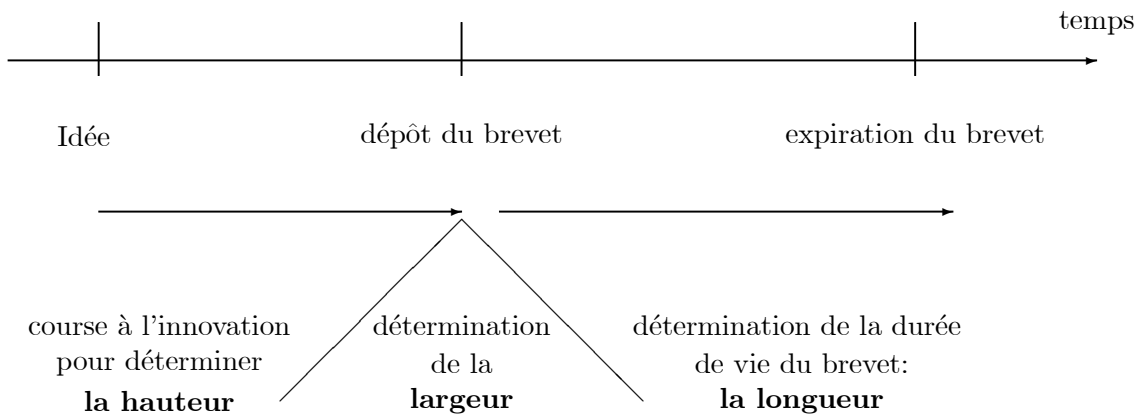 temps
Idée
dépôt du brevet
expiration du brevet
course à l'innovation
pour déterminer
la hauteur
détermination
de la
largeur
détermination de la durée
de vie du brevet:
la longueur